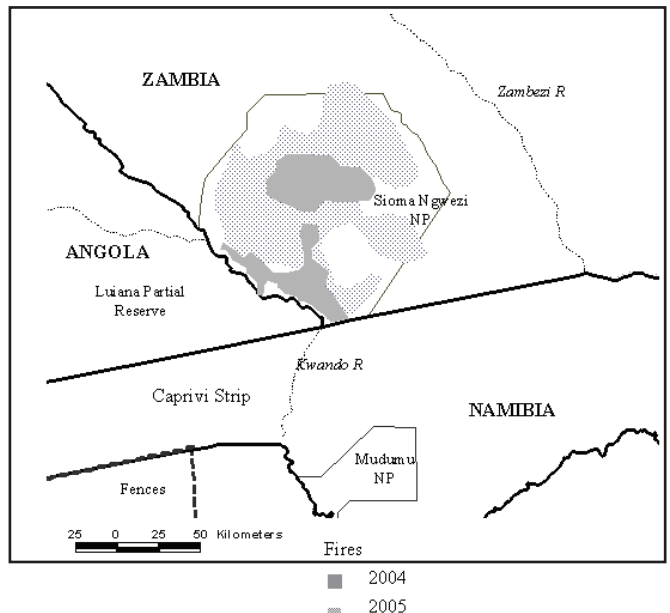 ZAMBIA
Zambezi R
Sioma Ngwezi
NP
ANGOLA
Luiana Partial
Reserve
Kwando R
Caprivi Strip
NAMIBIA
Mudumu
NP
Fences
25 0 25 50 Kilometers
Fires
2004
2005